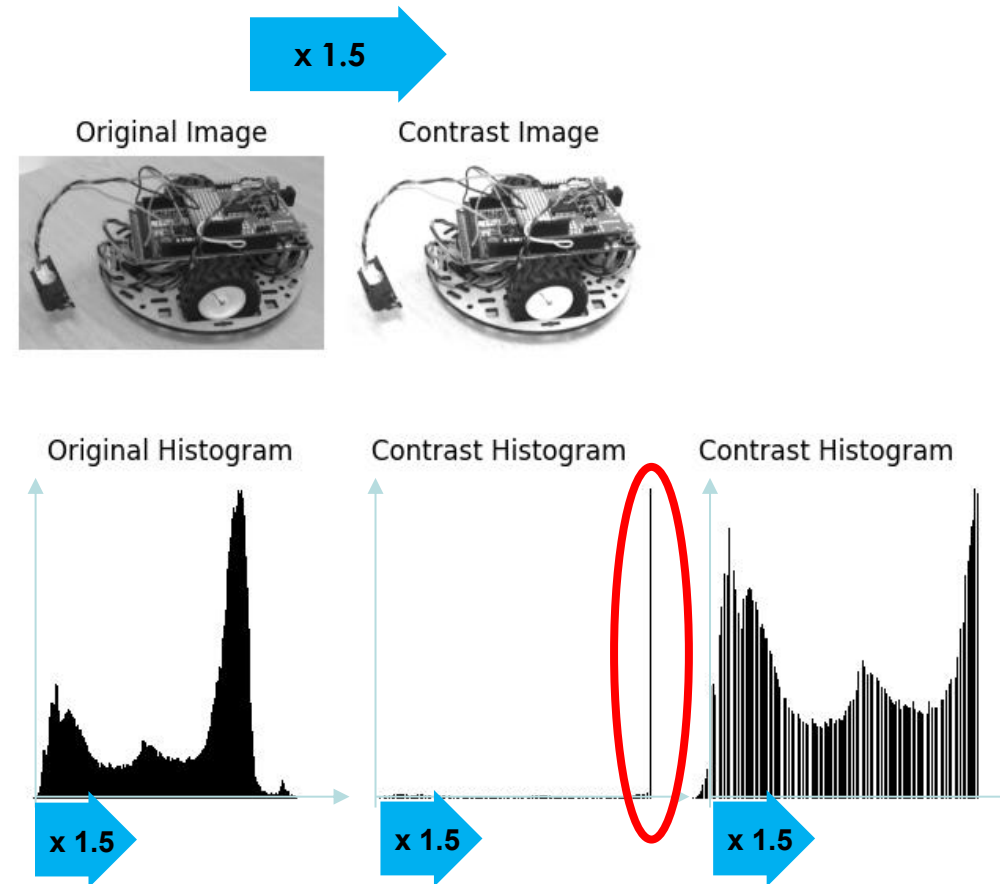 x 1.5
Original Image
Contrast Image
Original Histogram
Contrast Histogram
Contrast Histogram
x 1.5
x 1.5
x 1.5